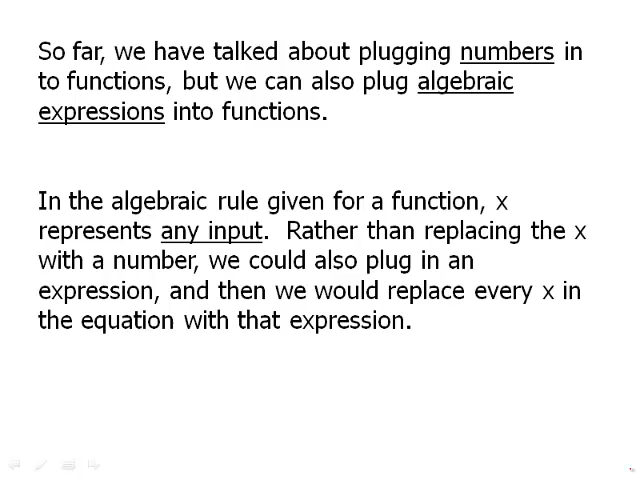 So far, we have talked about plugging numbers in
to functions, but we can also plug algebraic
expressions into functions.
In the algebraic rule given for a function, x
represents any input.  Rather than replacing the x
with a number, we could also plug in an
expression, and then we would replace every x in
the equation with that expression.